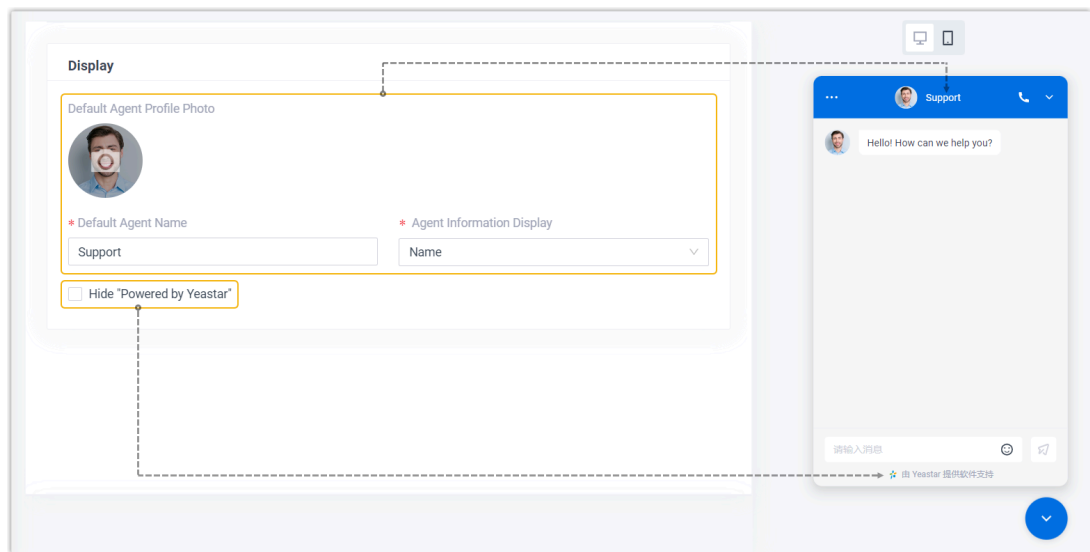 Display
Default Agent Profile Photo
* Default Agent Name
* Agent Information Display
Support
Name
Hide "Powered by Yeastar"
Support
Hello! How can we help you?
请输入消息
由 Yeastar 提供软件支持